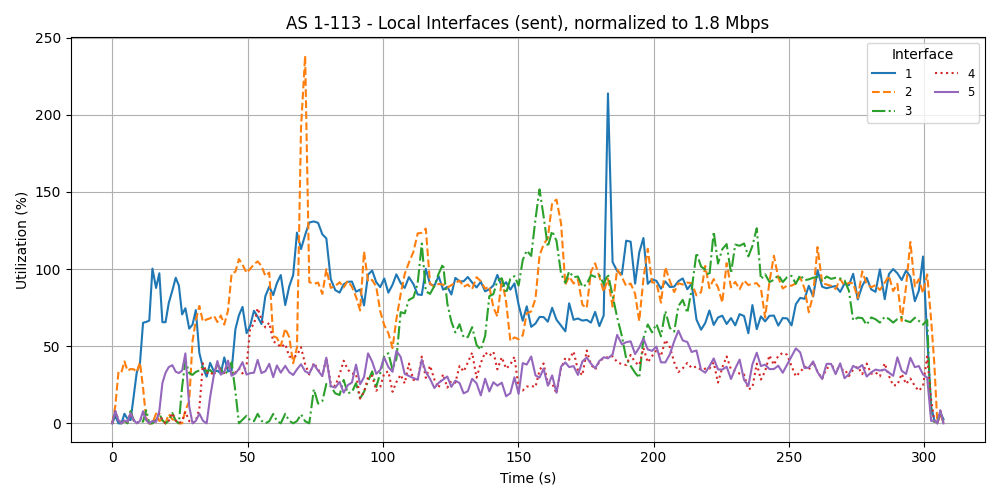 AS 1-113 - Local Interfaces (sent), normalized to 1.8 Mbps
Utilization (%)
250
200
150
100
50
0
0 50 100 150 200 250 300
Time (s)
Interface
1 4
2 5
3